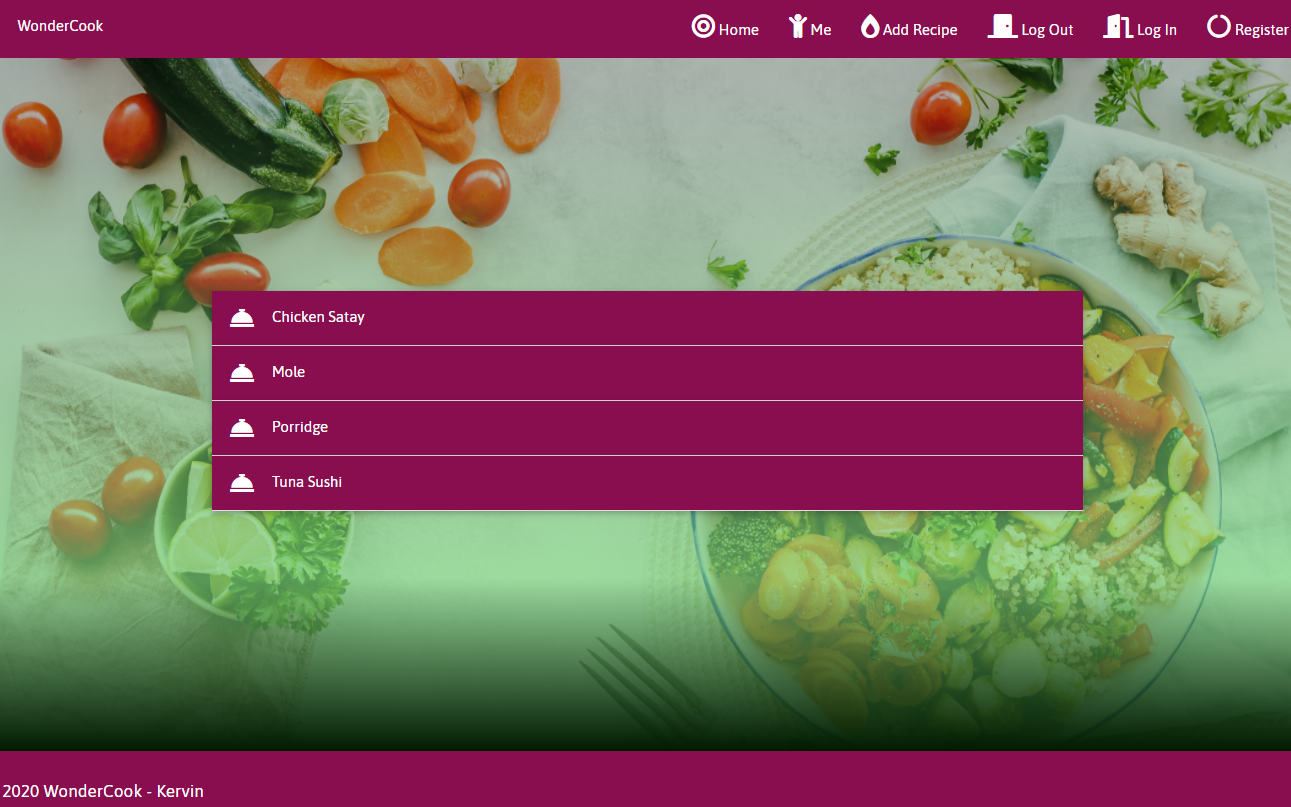 WonderCook
Home Me Add Recipe Log Out Log In Register
Chicken Satay
Mole
Porridge
Tuna Sushi
2020 WonderCook - Kervin